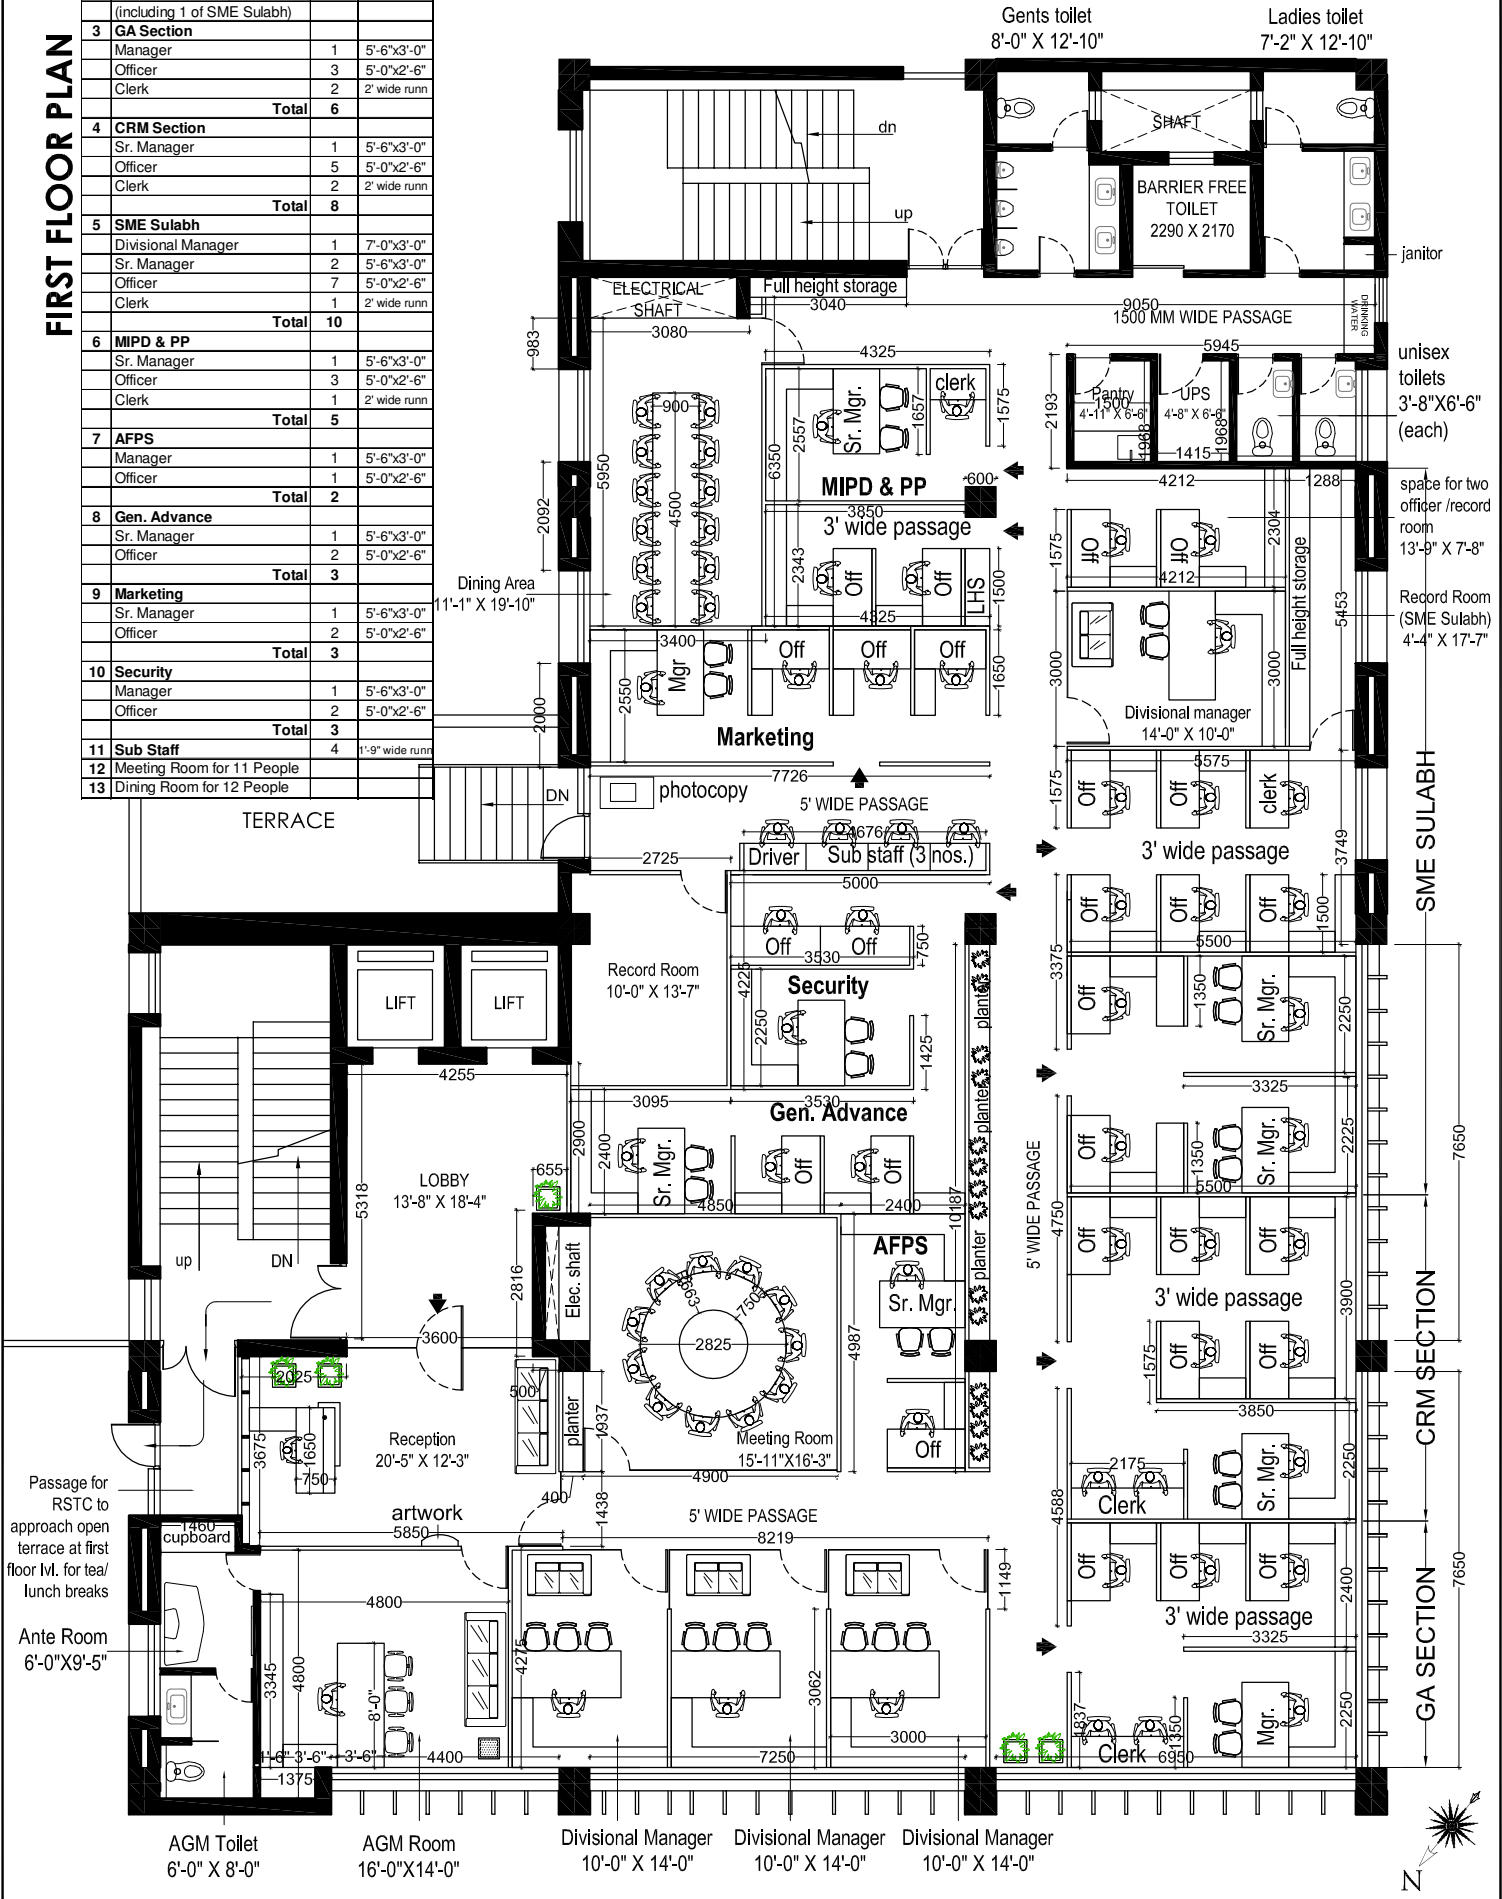 FIRST FLOOR PLAN
(including 1 of SME Sulabh)
3 GA Section
Manager 1 5'-6"x3'-0"
Officer 3 5'-0"x2'-6"
Clerk 2 2' wide runn
Total 6
4 CRM Section
Sr. Manager 1 5'-6"x3'-0"
Officer 5 5'-0"x2'-6"
Clerk 2 2' wide runn
Total 8
5 SME Sulabh
Divisional Manager 1 7'-0"x3'-0"
Sr. Manager 2 5'-6"x3'-0"
Officer 7 5'-0"x2'-6"
Clerk 1 2' wide runn
Total 10
6 MIPD & PP
Sr. Manager 1 5'-6"x3'-0"
Officer 3 5'-0"x2'-6"
Clerk 1 2' wide runn
Total 5
7 AFPS
Manager 1 5'-6"x3'-0"
Officer 1 5'-0"x2'-6"
Total 2
8 Gen. Advance
Sr. Manager 1 5'-6"x3'-0"
Officer 2 5'-0"x2'-6"
Total 3
9 Marketing
Sr. Manager 1 5'-6"x3'-0"
Officer 2 5'-0"x2'-6"
Total 3
10 Security
Manager 1 5'-6"x3'-0"
Officer 2 5'-0"x2'-6"
Total 3
11 Sub Staff 4 1'-9" wide runn
12 Meeting Room for 11 People
13 Dining Room for 12 People
TERRACE
Gents toilet
8'-0" X 12'-10"
Ladies toilet
7'-2" X 12'-10"
dn
up
SHAFT
BARRIER FREE
TOILET
2290 X 2170
janitor
DRINKING
WATER
ELECTRICAL
SHAFT
Full height storage
3040
9050
1500 MM WIDE PASSAGE
3080
983
4325
5945
unisex
toilets
3'-8"X6'-6"
(each)
Pantry
1500
4'-11" X 6'-6"
1968
UPS
4'-8" X 6'-6"
1968
1415
2193
900
4500
5950
6350
2557
Sr. Mgr.
1657
clerk
1575
MIPD & PP
600
3850
3' wide passage
2343
Off
Off
LHS
1500
4325
2092
Dining Area
11'-1" X 19'-10"
4212
1288
space for two
officer /record
room
13'-9" X 7'-8"
1575
Off
Off
2304
4212
Full height storage
5453
Record Room
(SME Sulabh)
4'-4" X 17'-7"
3000
3000
Divisional manager
14'-0" X 10'-0"
5575
3400
Mgr
2550
2000
Off
Off
Off
1650
Marketing
7726
photocopy
DN
5' WIDE PASSAGE
4676
Driver
Sub staff (3 nos.)
2725
5000
1575
Off
Off
clerk
3' wide passage
3749
SME SULABH
Off
Off
Off
1500
5500
3375
Off
1350
Sr. Mgr.
2250
3325
Off
Off
750
3530
Security
4225
2250
1425
Record Room
10'-0" X 13'-7"
planter
planter
planter
10187
LIFT
LIFT
4255
3095
3530
Gen. Advance
2900
2400
Sr. Mgr.
Off
Off
4850
2400
LOBBY
13'-8" X 18'-4"
655
5318
up
DN
2816
Elec. shaft
3600
5' WIDE PASSAGE
4750
Off
1350
Sr. Mgr.
2225
5500
7650
Off
Off
Off
3' wide passage
3900
1575
Off
Off
3850
CRM SECTION
AFPS
Sr. Mgr.
4987
Off
663
750
2825
Meeting Room
15'-11"X16'-3"
4900
2025
500
planter
1937
3675
1650
750
Reception
20'-5" X 12'-3"
400
1438
artwork
5850
5' WIDE PASSAGE
8219
2175
Clerk
Sr. Mgr.
2250
4588
Passage for
RSTC to
approach open
terrace at first
floor lvl. for tea/
lunch breaks
1460
cupboard
Ante Room
6'-0"X9'-5"
4800
3345
4800
8'-0"
4275
3062
1149
3000
1'-6"
3'-6"
3'-6"
4400
1375
7250
Off
Off
Off
2400
3' wide passage
3325
GA SECTION
7650
1837
Clerk
1350
Mgr.
2250
6950
AGM Toilet
6'-0" X 8'-0"
AGM Room
16'-0"X14'-0"
Divisional Manager
10'-0" X 14'-0"
Divisional Manager
10'-0" X 14'-0"
Divisional Manager
10'-0" X 14'-0"
N